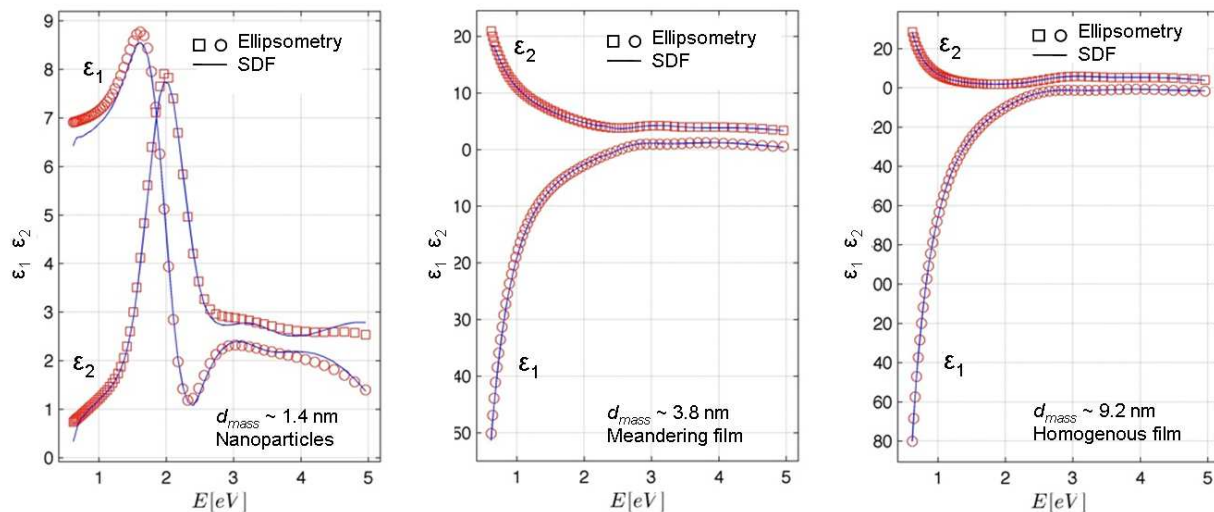 9
8
7
6
5
4
3
2
1
0
ε1 ε2
□ ○ Ellipsometry
— SDF
ε1
ε2
dmass ~ 1.4 nm
Nanoparticles
1 2 3 4 5
E[eV]
20
10
0
10
20
30
40
50
ε1 ε2
□ ○ Ellipsometry
— SDF
ε2
ε1
dmass ~ 3.8 nm
Meandering film
1 2 3 4 5
E[eV]
20
0
20
40
60
80
00
20
40
60
80
ε1 ε2
□ ○ Ellipsometry
— SDF
ε2
ε1
dmass ~ 9.2 nm
Homogenous film
1 2 3 4 5
E[eV]